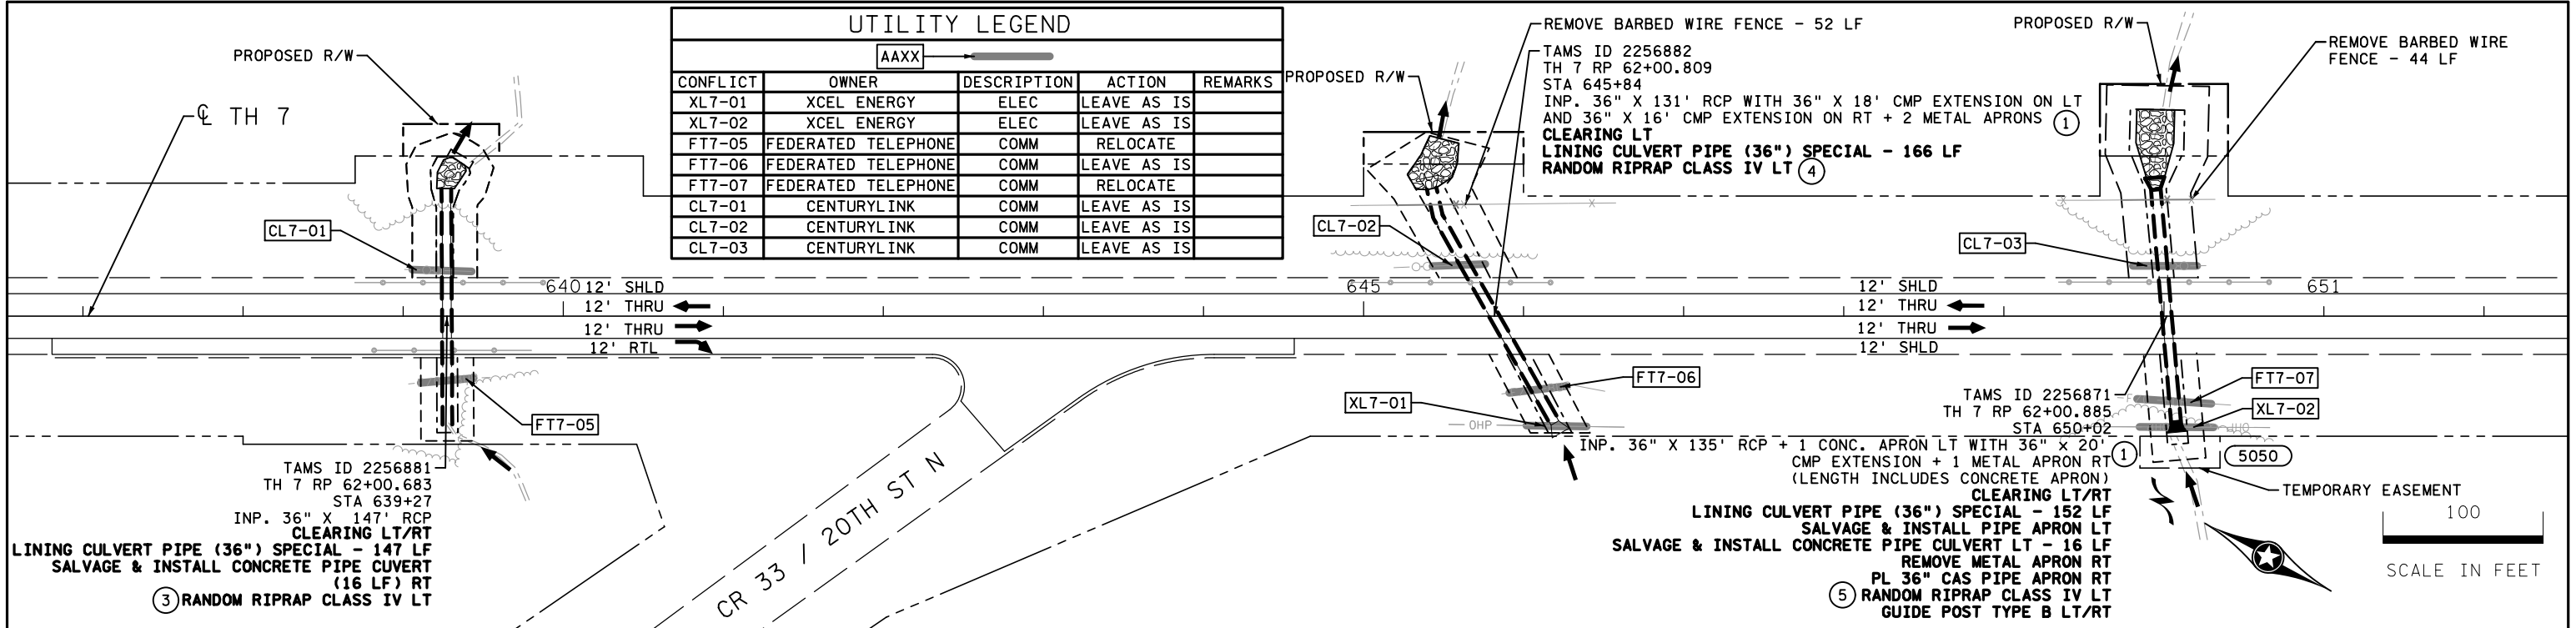 UTILITY LEGEND
AAXX
CONFLICT OWNER DESCRIPTION ACTION REMARKS
XL7-01 XCEL ENERGY ELEC LEAVE AS IS
XL7-02 XCEL ENERGY ELEC LEAVE AS IS
FT7-05 FEDERATED TELEPHONE COMM RELOCATE
FT7-06 FEDERATED TELEPHONE COMM LEAVE AS IS
FT7-07 FEDERATED TELEPHONE COMM RELOCATE
CL7-01 CENTURYLINK COMM LEAVE AS IS
CL7-02 CENTURYLINK COMM LEAVE AS IS
CL7-03 CENTURYLINK COMM LEAVE AS IS
PROPOSED R/W
℄ TH 7
CL7-01
640
12' SHLD
12' THRU
12' THRU
12' RTL
FT7-05
TAMS ID 2256881
TH 7 RP 62+00.683
STA 639+27
INP. 36" X 147' RCP
CLEARING LT/RT
LINING CULVERT PIPE (36") SPECIAL - 147 LF
SALVAGE & INSTALL CONCRETE PIPE CUVERT
(16 LF) RT
3 RANDOM RIPRAP CLASS IV LT
CR 33 / 20TH ST N
PROPOSED R/W
REMOVE BARBED WIRE FENCE - 52 LF
TAMS ID 2256882
TH 7 RP 62+00.809
STA 645+84
INP. 36" X 131' RCP WITH 36" X 18' CMP EXTENSION ON LT
AND 36" X 16' CMP EXTENSION ON RT + 2 METAL APRONS 1
CLEARING LT
LINING CULVERT PIPE (36") SPECIAL - 166 LF
RANDOM RIPRAP CLASS IV LT 4
CL7-02
645
FT7-06
XL7-01
OHP
PROPOSED R/W
REMOVE BARBED WIRE
FENCE - 44 LF
CL7-03
12' SHLD
651
12' THRU
12' THRU
12' SHLD
FT7-07
XL7-02
OHP
TAMS ID 2256871
TH 7 RP 62+00.885
STA 650+02
INP. 36" X 135' RCP + 1 CONC. APRON LT WITH 36" x 20' 1
CMP EXTENSION + 1 METAL APRON RT
(LENGTH INCLUDES CONCRETE APRON)
CLEARING LT/RT
LINING CULVERT PIPE (36") SPECIAL - 152 LF
SALVAGE & INSTALL PIPE APRON LT
SALVAGE & INSTALL CONCRETE PIPE CULVERT LT - 16 LF
REMOVE METAL APRON RT
PL 36" CAS PIPE APRON RT
5 RANDOM RIPRAP CLASS IV LT
GUIDE POST TYPE B LT/RT
5050
TEMPORARY EASEMENT
100
SCALE IN FEET